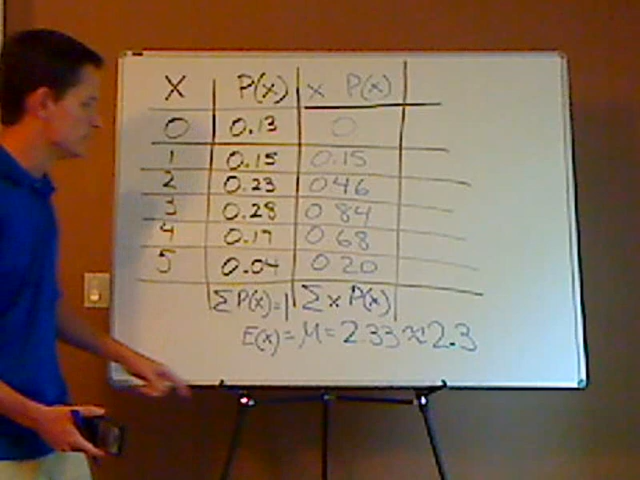 X P(x) x P(x)
0 0.13 0
1 0.15 0.15
2 0.23 0.46
3 0.28 0.84
4 0.17 0.68
5 0.04 0.20
Σ P(x)=1 Σ x P(x)
E(x)= μ = 2.33 ≈ 2.3